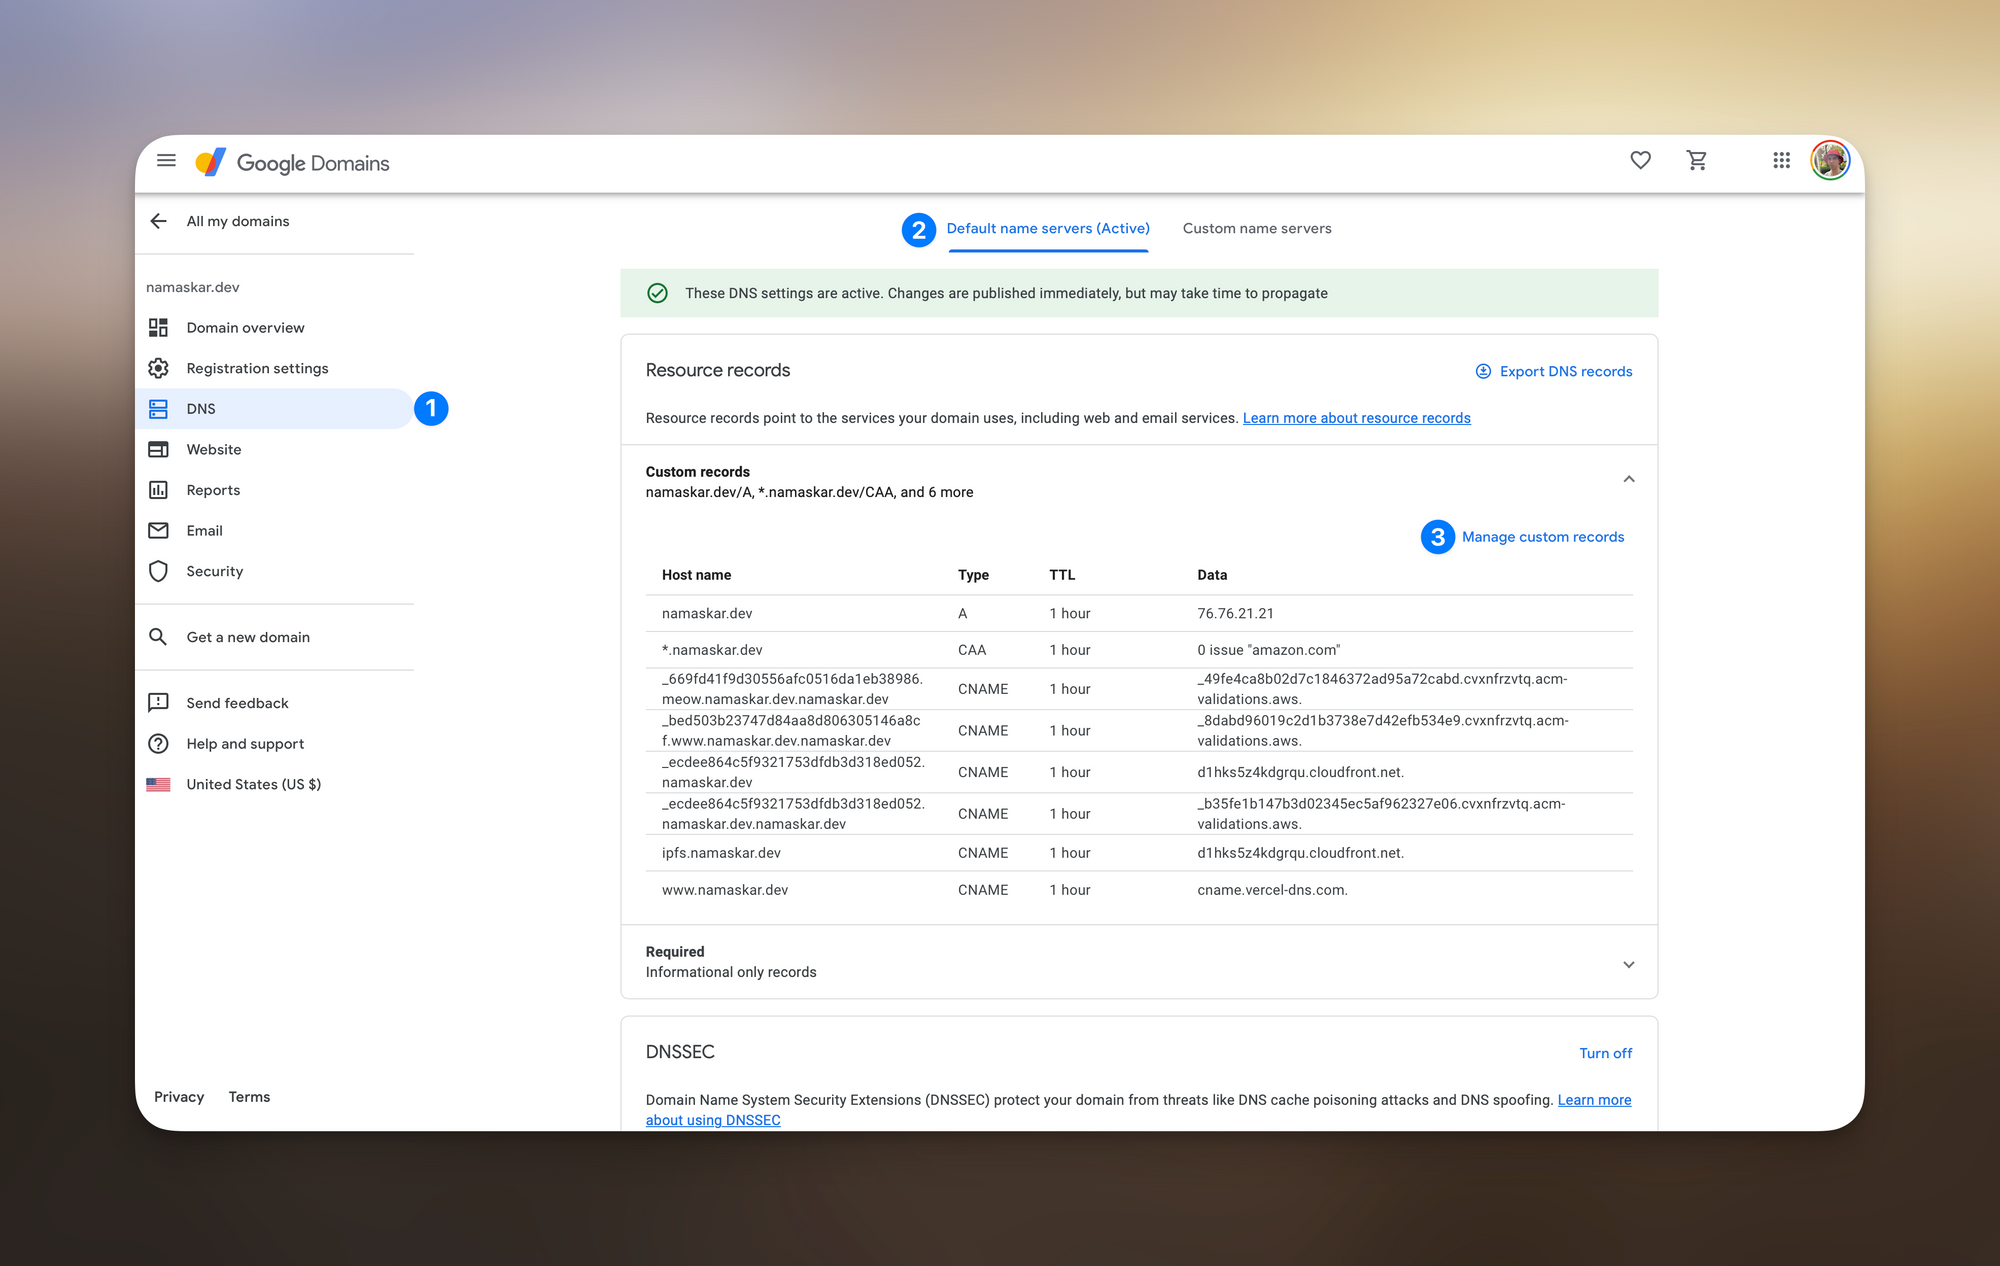 Google Domains
All my domains
namaskar.dev
Domain overview
Registration settings
DNS
1
Website
Reports
Email
Security
Get a new domain
Send feedback
Help and support
United States (US $)
Privacy Terms
2 Default name servers (Active) Custom name servers
These DNS settings are active. Changes are published immediately, but may take time to propagate
Resource records
Export DNS records
Resource records point to the services your domain uses, including web and email services. Learn more about resource records
Custom records
namaskar.dev/A, *.namaskar.dev/CAA, and 6 more
3 Manage custom records
Host name Type TTL Data
namaskar.dev A 1 hour 76.76.21.21
*.namaskar.dev CAA 1 hour 0 issue "amazon.com"
_669fd41f9d30556afc0516da1eb38986.
meow.namaskar.dev.namaskar.dev
CNAME 1 hour
_49fe4ca8b02d7c1846372ad95a72cabd.cvxnfrzvtq.acm-
validations.aws.
_bed503b23747d84aa8d806305146a8c
f.www.namaskar.dev.namaskar.dev
CNAME 1 hour
_8dabd96019c2d1b3738e7d42efb534e9.cvxnfrzvtq.acm-
validations.aws.
_ecdee864c5f9321753dfdb3d318ed052.
namaskar.dev
CNAME 1 hour
d1hks5z4kdgrqu.cloudfront.net.
_ecdee864c5f9321753dfdb3d318ed052.
namaskar.dev.namaskar.dev
CNAME 1 hour
_b35fe1b147b3d02345ec5af962327e06.cvxnfrzvtq.acm-
validations.aws.
ipfs.namaskar.dev CNAME 1 hour d1hks5z4kdgrqu.cloudfront.net.
www.namaskar.dev CNAME 1 hour cname.vercel-dns.com.
Required
Informational only records
DNSSEC
Turn off
Domain Name System Security Extensions (DNSSEC) protect your domain from threats like DNS cache poisoning attacks and DNS spoofing. Learn more
about using DNSSEC